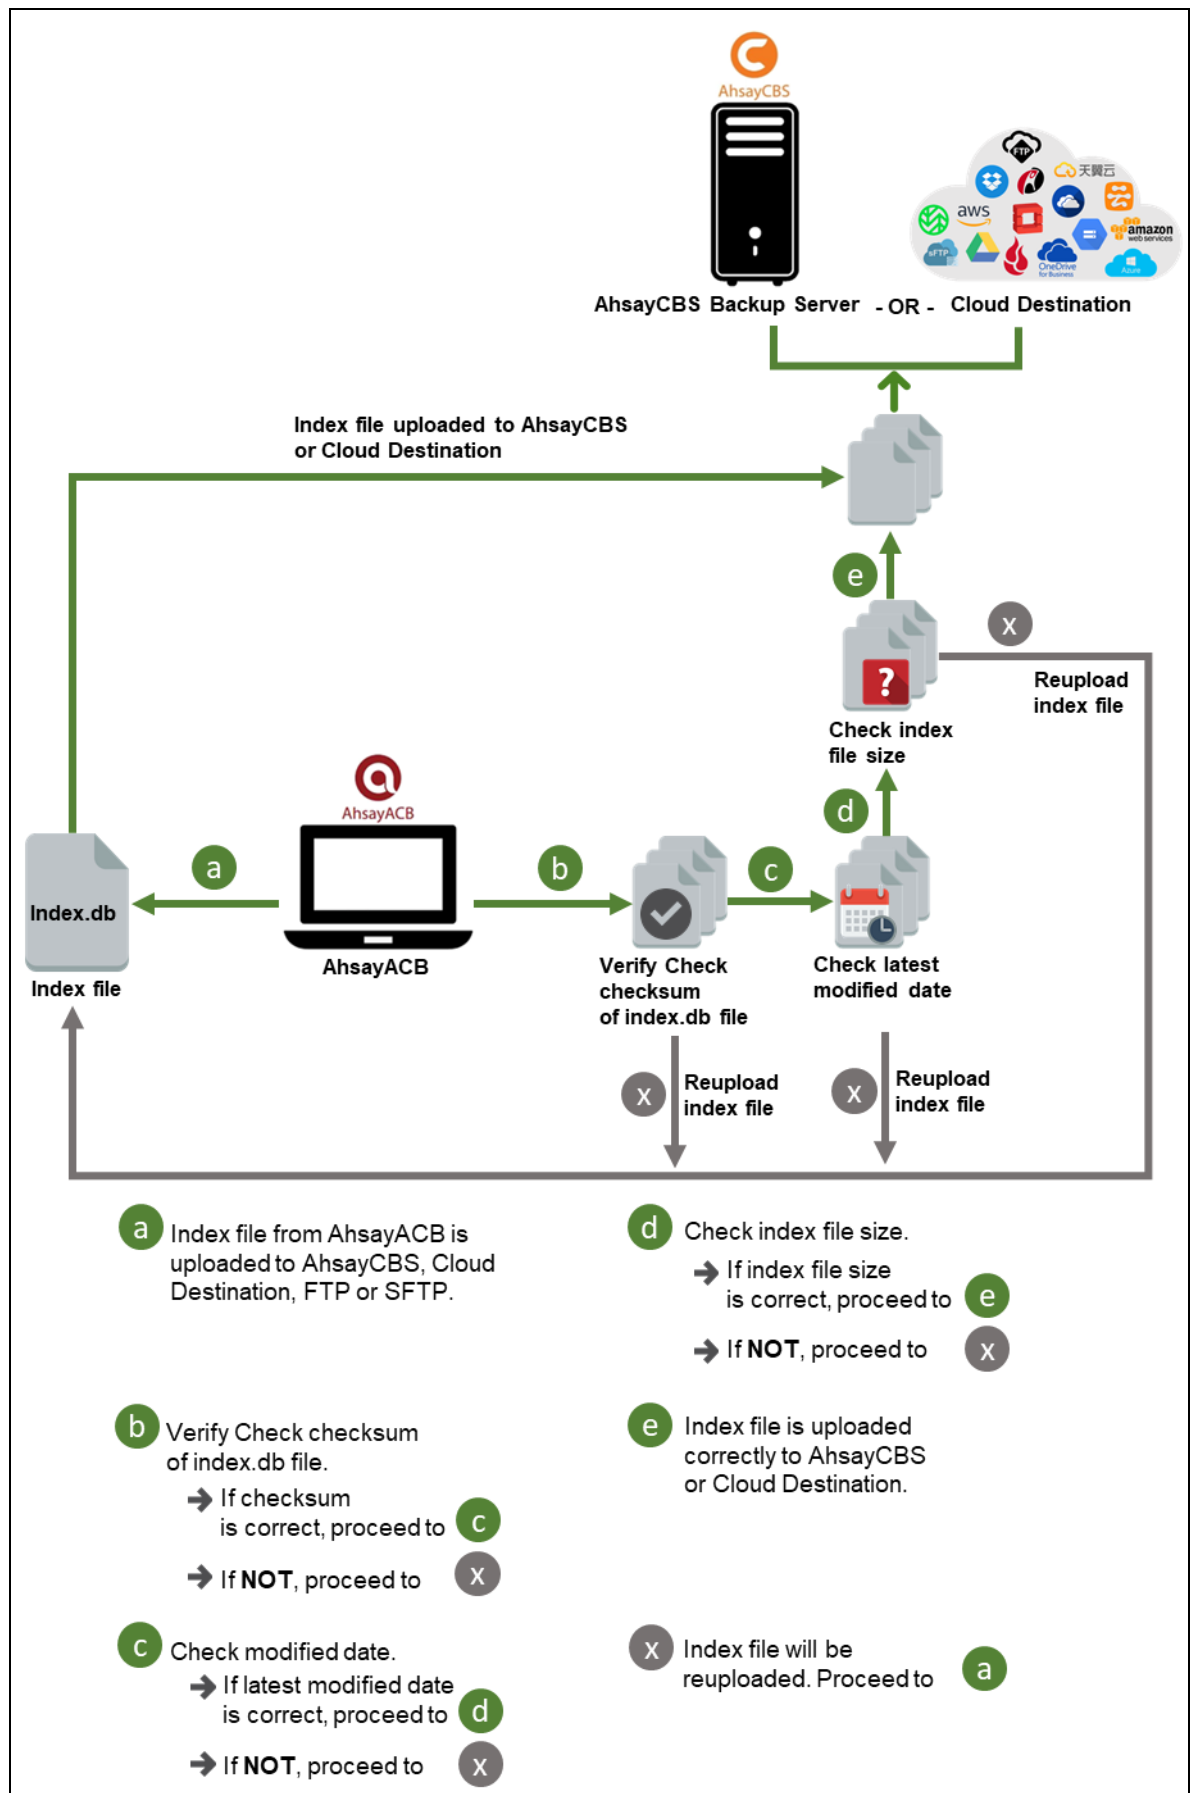 AhsayCBS
FTP
天翼云
aws
amazon
web services
sFTP
OneDrive
for Business
Azure
AhsayCBS Backup Server - OR - Cloud Destination
Index file uploaded to AhsayCBS
or Cloud Destination
e
x
Reupload
index file
?
Check index
file size
d
AhsayACB
a
b
c
Index.db
Index file
AhsayACB
Verify Check
checksum
of index.db file
Check latest
modified date
x
Reupload
index file
x
Reupload
index file
a Index file from AhsayACB is
uploaded to AhsayCBS, Cloud
Destination, FTP or SFTP.
b Verify Check checksum
of index.db file.
If checksum
is correct, proceed to c
If NOT, proceed to x
c Check modified date.
If latest modified date
is correct, proceed to d
If NOT, proceed to x
d Check index file size.
If index file size
is correct, proceed to e
If NOT, proceed to x
e Index file is uploaded
correctly to AhsayCBS
or Cloud Destination.
x Index file will be
reuploaded. Proceed to a